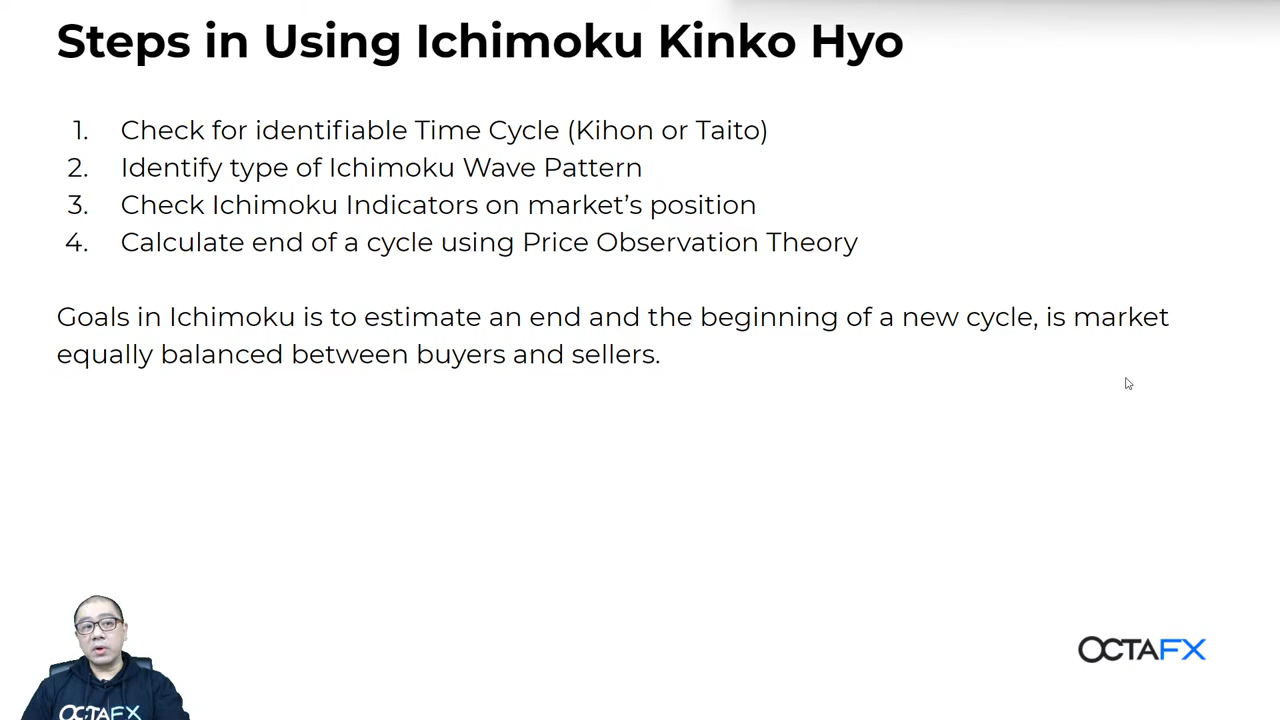 Steps in Using Ichimoku Kinko Hyo
1. Check for identifiable Time Cycle (Kihon or Taito)
2. Identify type of Ichimoku Wave Pattern
3. Check Ichimoku Indicators on market’s position
4. Calculate end of a cycle using Price Observation Theory
Goals in Ichimoku is to estimate an end and the beginning of a new cycle, is market
equally balanced between buyers and sellers.
OCTAFX
OCTAFX